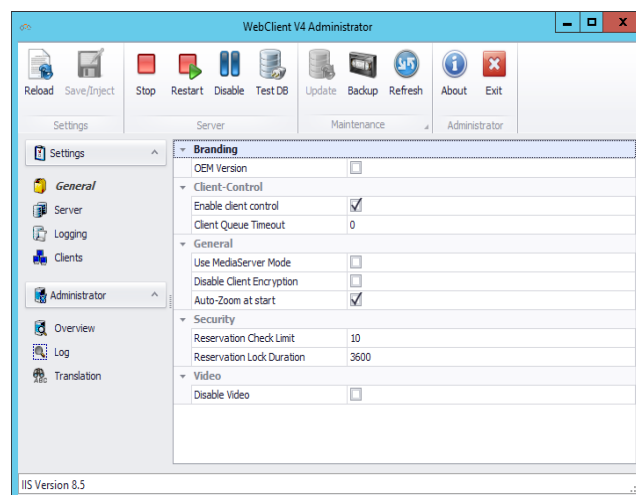 WebClient V4 Administrator
Reload Save/Inject Stop Restart Disable Test DB Update Backup Refresh About Exit
Settings Server Maintenance Administrator
Settings
General
Server
Logging
Clients
Administrator
Overview
Log
Translation
Branding
OEM Version
Client-Control
Enable client control
Client Queue Timeout 0
General
Use MediaServer Mode
Disable Client Encryption
Auto-Zoom at start
Security
Reservation Check Limit 10
Reservation Lock Duration 3600
Video
Disable Video
IIS Version 8.5